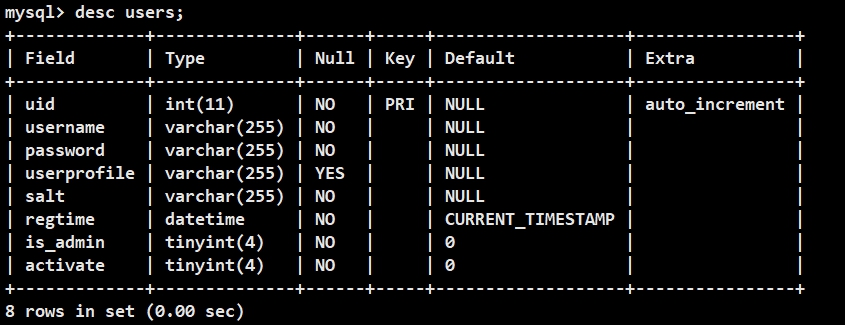 mysql> desc users;
+-------------+--------------+------+-----+-------------------+----------------+
| Field       | Type         | Null | Key | Default           | Extra          |
+-------------+--------------+------+-----+-------------------+----------------+
| uid         | int(11)      | NO   | PRI | NULL              | auto_increment |
| username    | varchar(255) | NO   |     | NULL              |                |
| password    | varchar(255) | NO   |     | NULL              |                |
| userprofile | varchar(255) | YES  |     | NULL              |                |
| salt        | varchar(255) | NO   |     | NULL              |                |
| regtime     | datetime     | NO   |     | CURRENT_TIMESTAMP |                |
| is_admin    | tinyint(4)   | NO   |     | 0                 |                |
| activate    | tinyint(4)   | NO   |     | 0                 |                |
+-------------+--------------+------+-----+-------------------+----------------+
8 rows in set (0.00 sec)